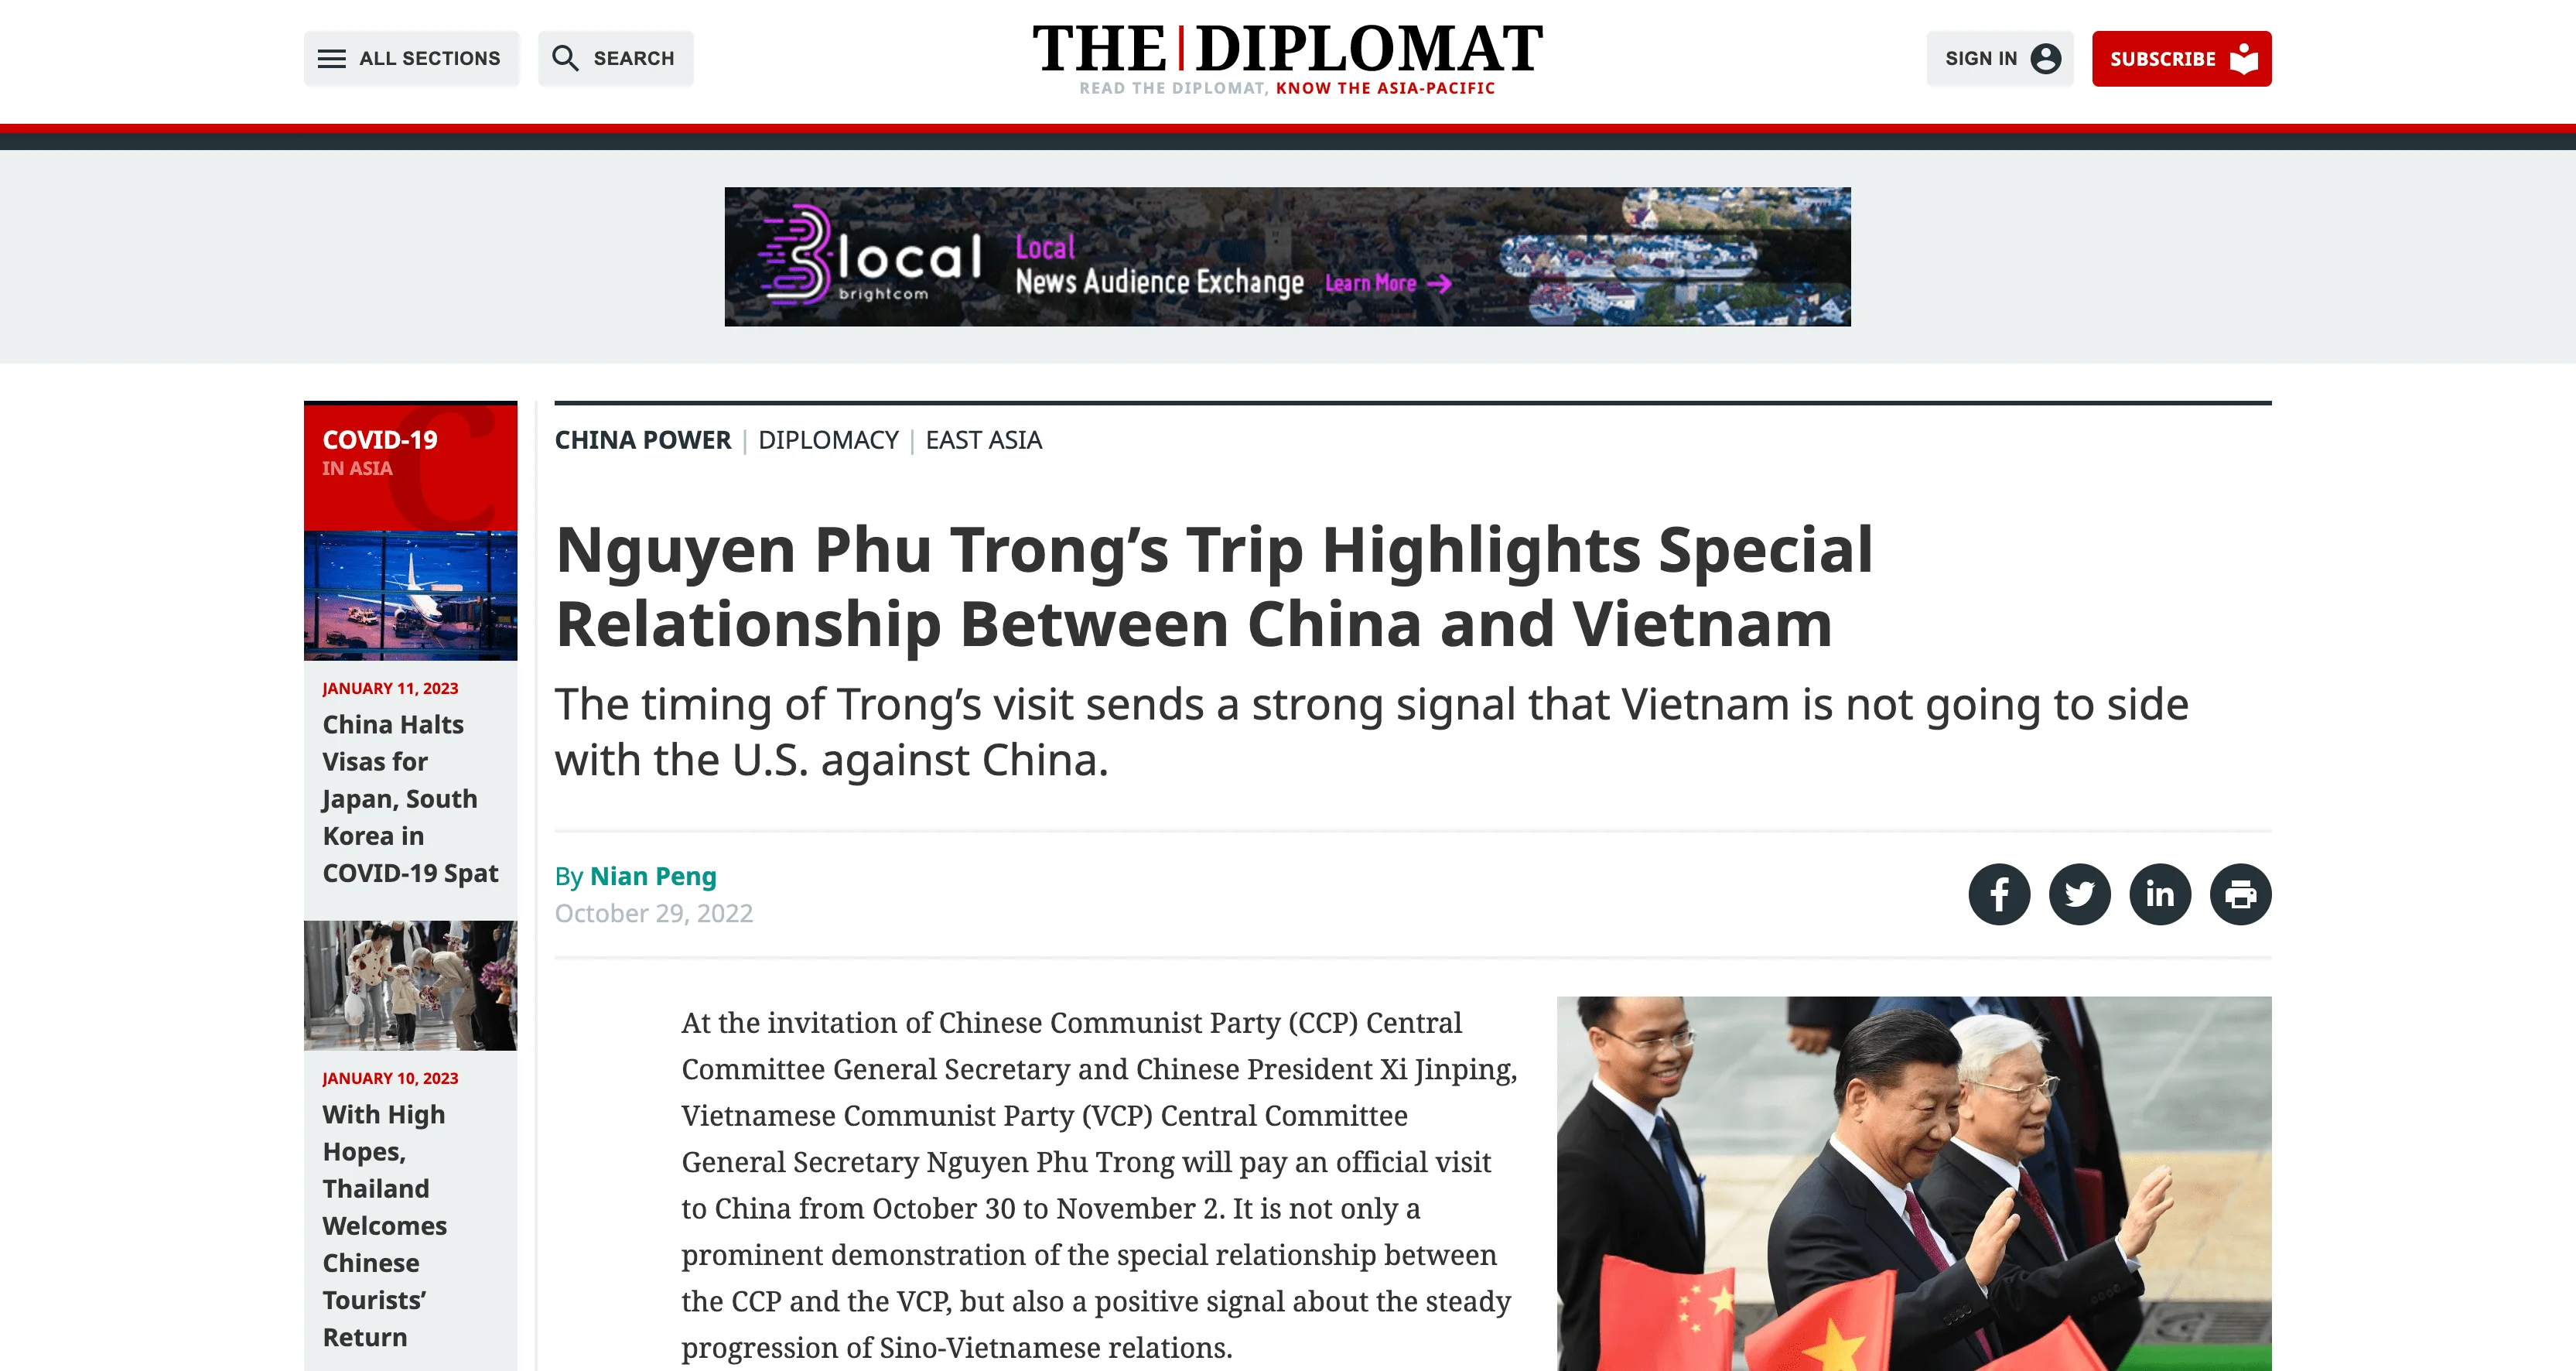 ALL SECTIONS
SEARCH
THE|DIPLOMAT
READ THE DIPLOMAT, KNOW THE ASIA-PACIFIC
SIGN IN
SUBSCRIBE
local
brightcom
Local
News Audience Exchange
Learn More →
COVID-19
IN ASIA
JANUARY 11, 2023
China Halts
Visas for
Japan, South
Korea in
COVID-19 Spat
JANUARY 10, 2023
With High
Hopes,
Thailand
Welcomes
Chinese
Tourists’
Return
CHINA POWER | DIPLOMACY | EAST ASIA
Nguyen Phu Trong’s Trip Highlights Special
Relationship Between China and Vietnam
The timing of Trong’s visit sends a strong signal that Vietnam is not going to side
with the U.S. against China.
By Nian Peng
October 29, 2022
At the invitation of Chinese Communist Party (CCP) Central
Committee General Secretary and Chinese President Xi Jinping,
Vietnamese Communist Party (VCP) Central Committee
General Secretary Nguyen Phu Trong will pay an official visit
to China from October 30 to November 2. It is not only a
prominent demonstration of the special relationship between
the CCP and the VCP, but also a positive signal about the steady
progression of Sino-Vietnamese relations.